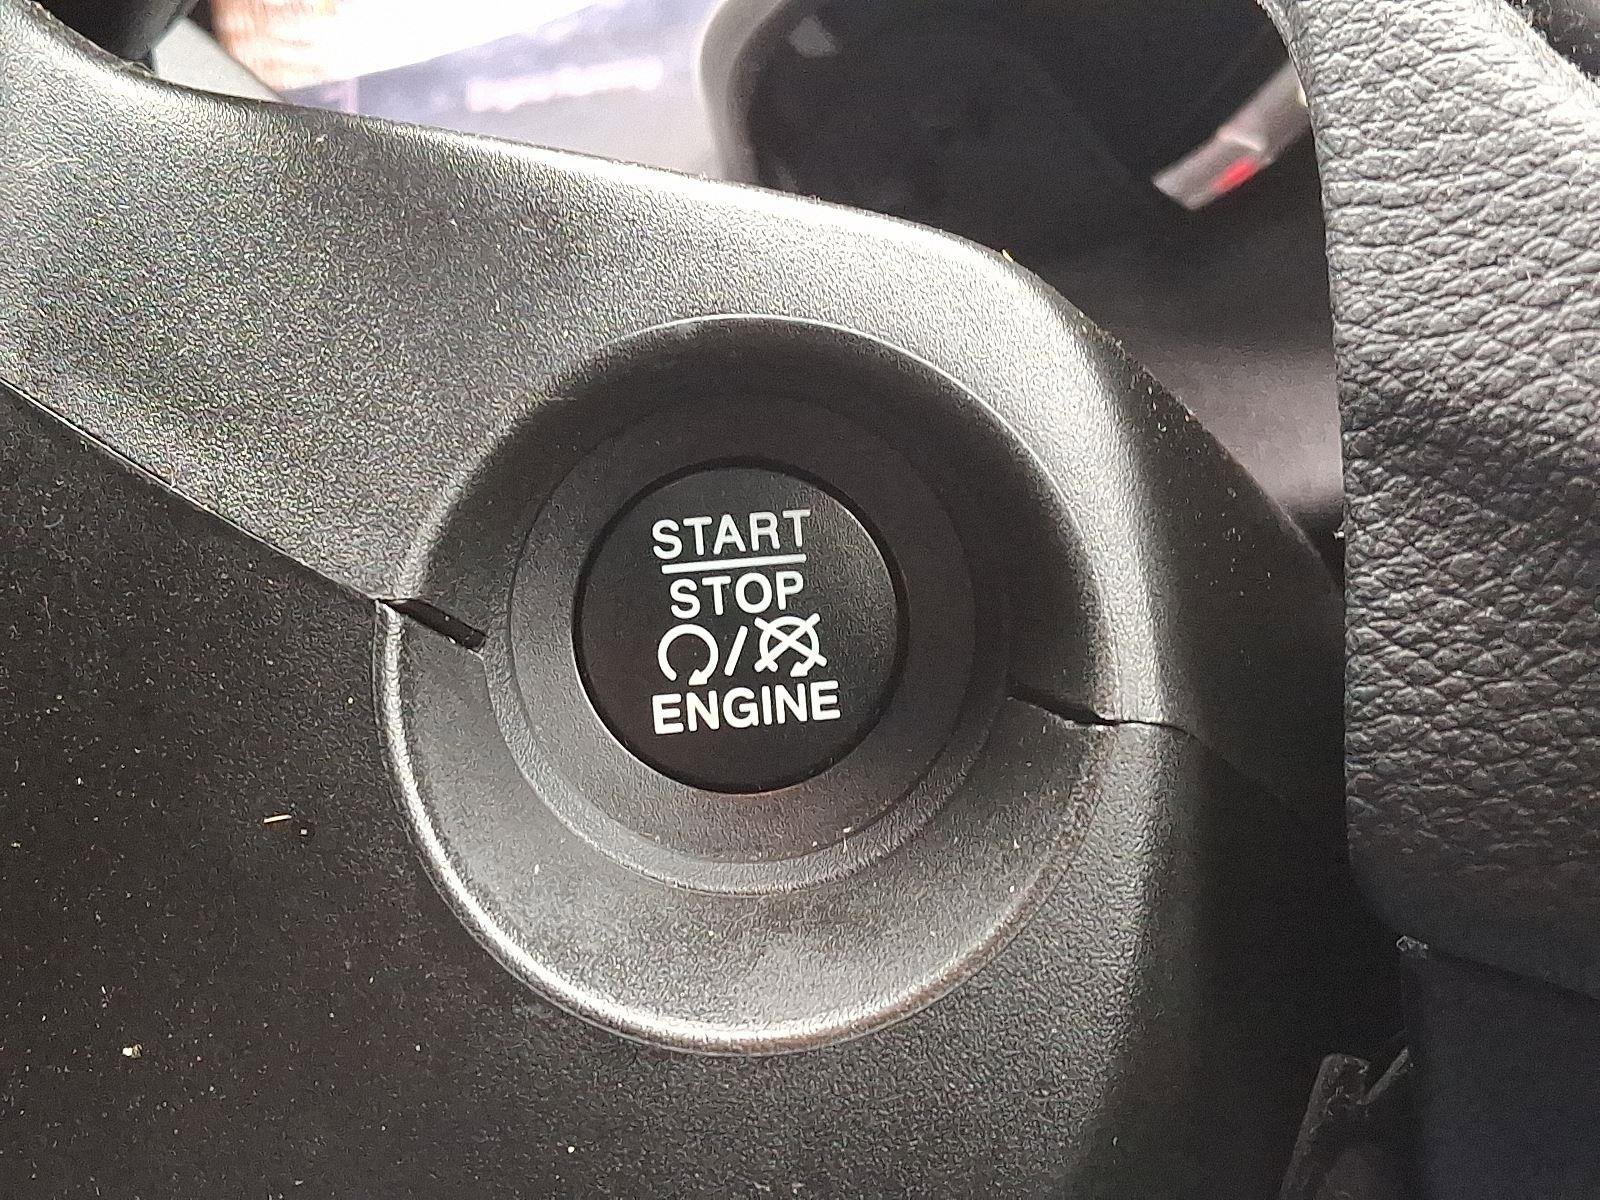 START
STOP
/
ENGINE